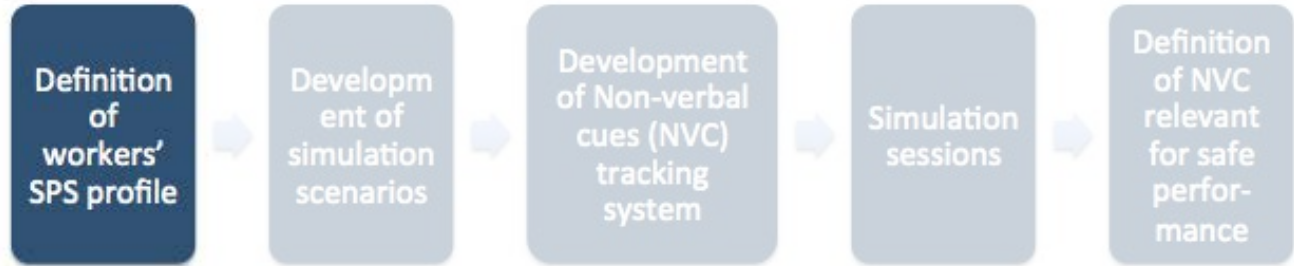 Definition
of
workers'
SPS profile
Developm
ent of
simulation
scenarios
Development
of Non-verbal
cues (NVC)
tracking
system
Simulation
sessions
Definition
of NVC
relevant
for safe
perfor-
mance